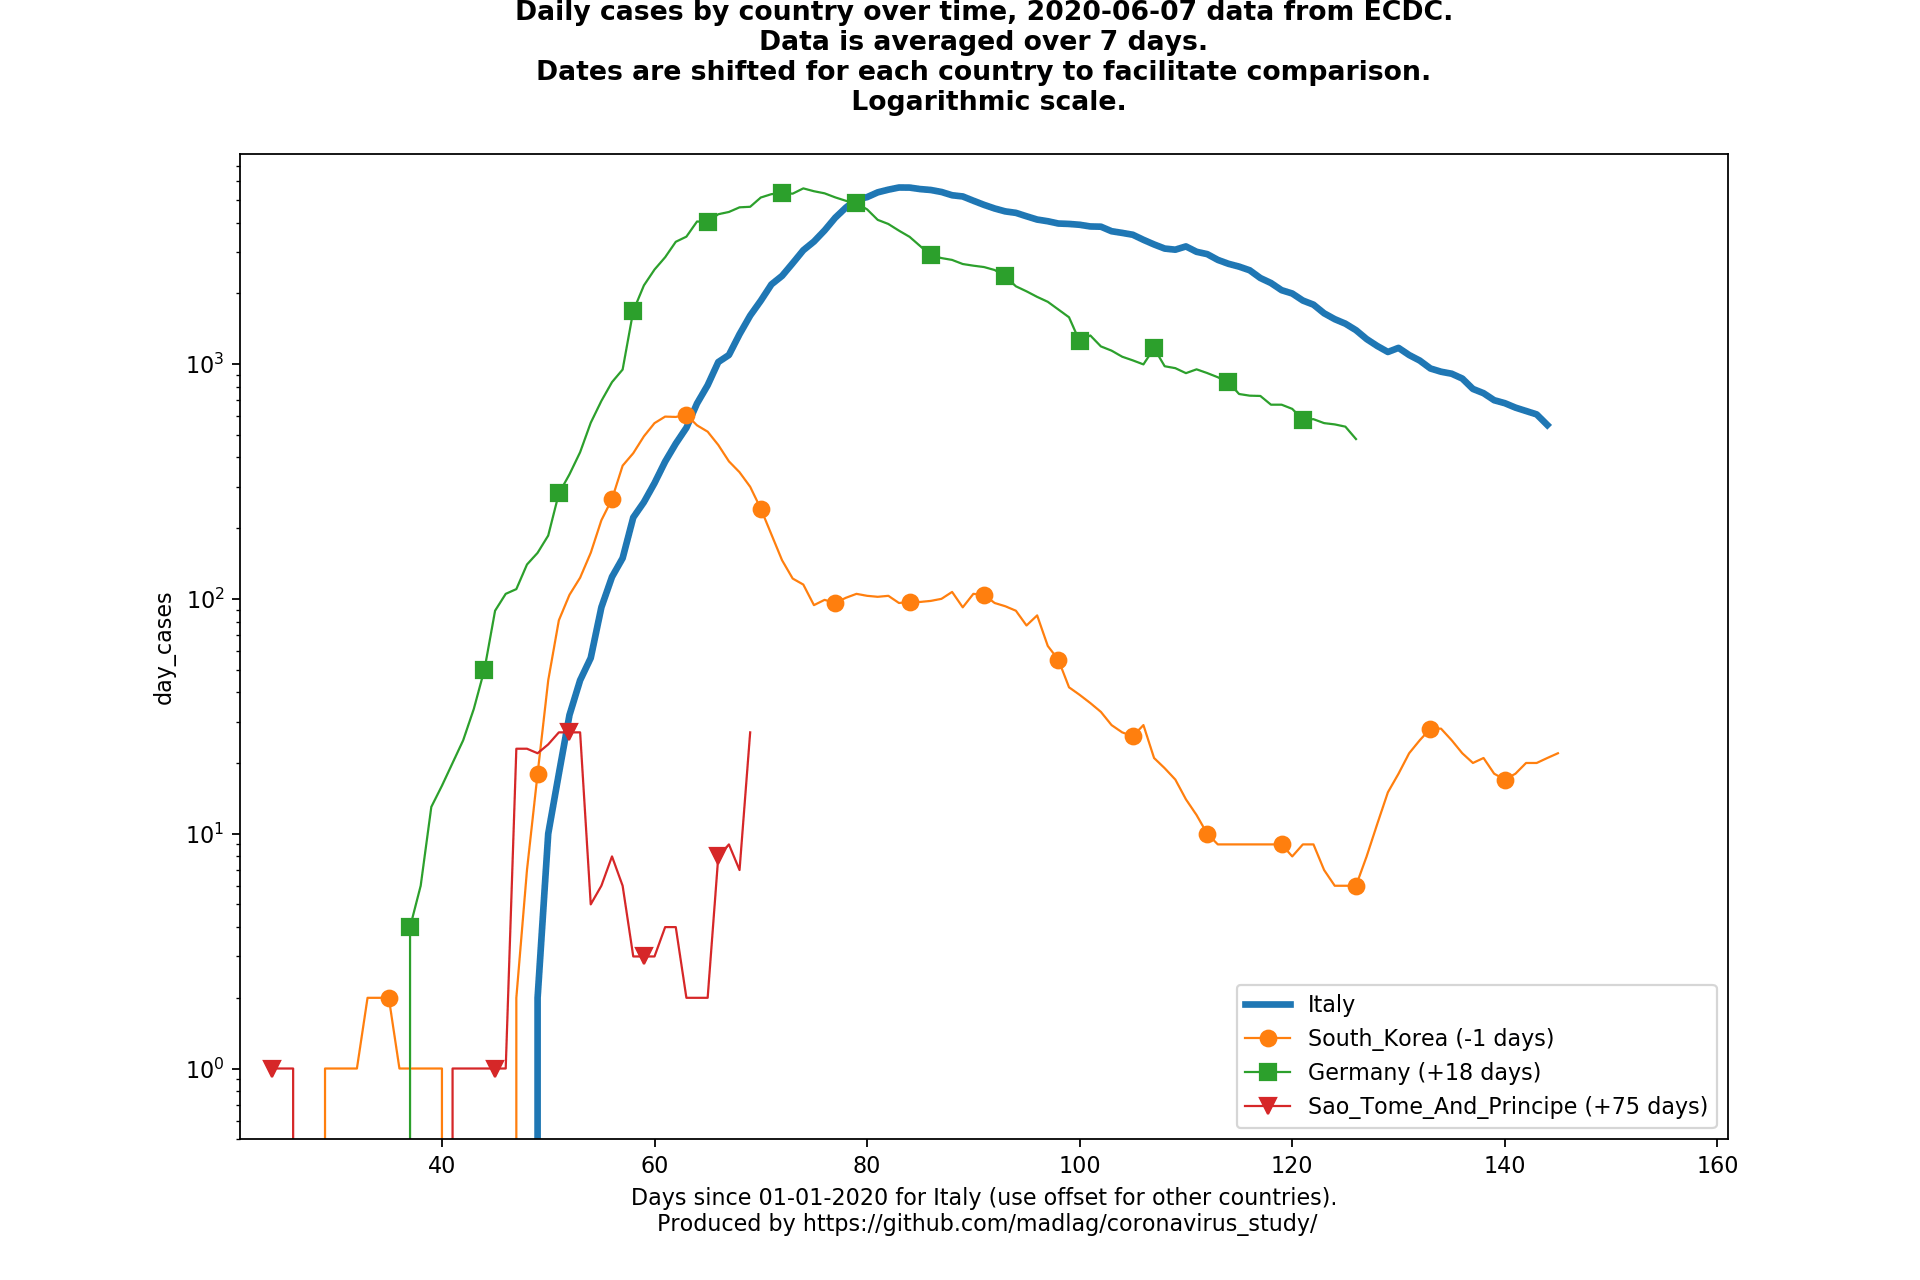 Daily cases by country over time, 2020-06-07 data from ECDC.
Data is averaged over 7 days.
Dates are shifted for each country to facilitate comparison.
Logarithmic scale.
day_cases
10³
10²
10¹
10⁰
40 60 80 100 120 140 160
Italy
South_Korea (-1 days)
Germany (+18 days)
Sao_Tome_And_Principe (+75 days)
Days since 01-01-2020 for Italy (use offset for other countries).
Produced by https://github.com/madlag/coronavirus_study/